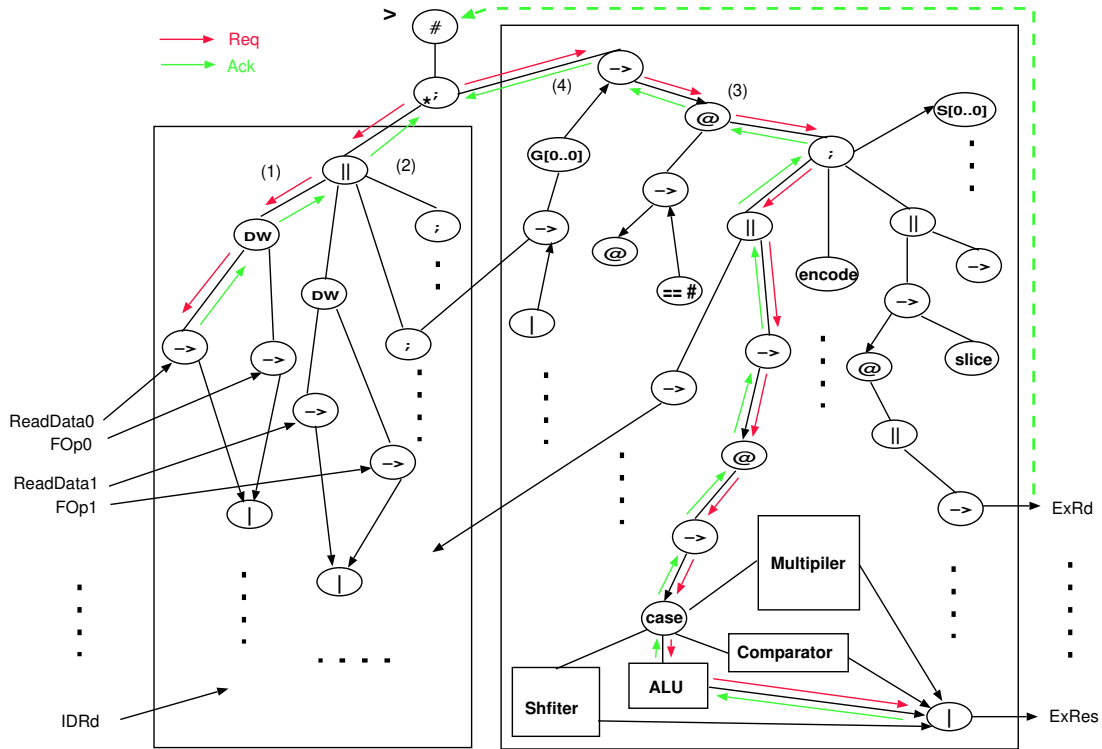 >
#
Req
Ack
* ;
->
(4)
(3)
@
S[0..0]
G[0..0]
;
(1)
(2)
||
->
DW
;
->
||
||
@
== #
encode
->
DW
->
|
->
->
;
->
@
slice
->
ReadData0
FOp0
->
||
ReadData1
FOp1
->
@
|
->
->
ExRd
|
Multipiler
case
Comparator
ALU
Shfiter
IDRd
|
ExRes